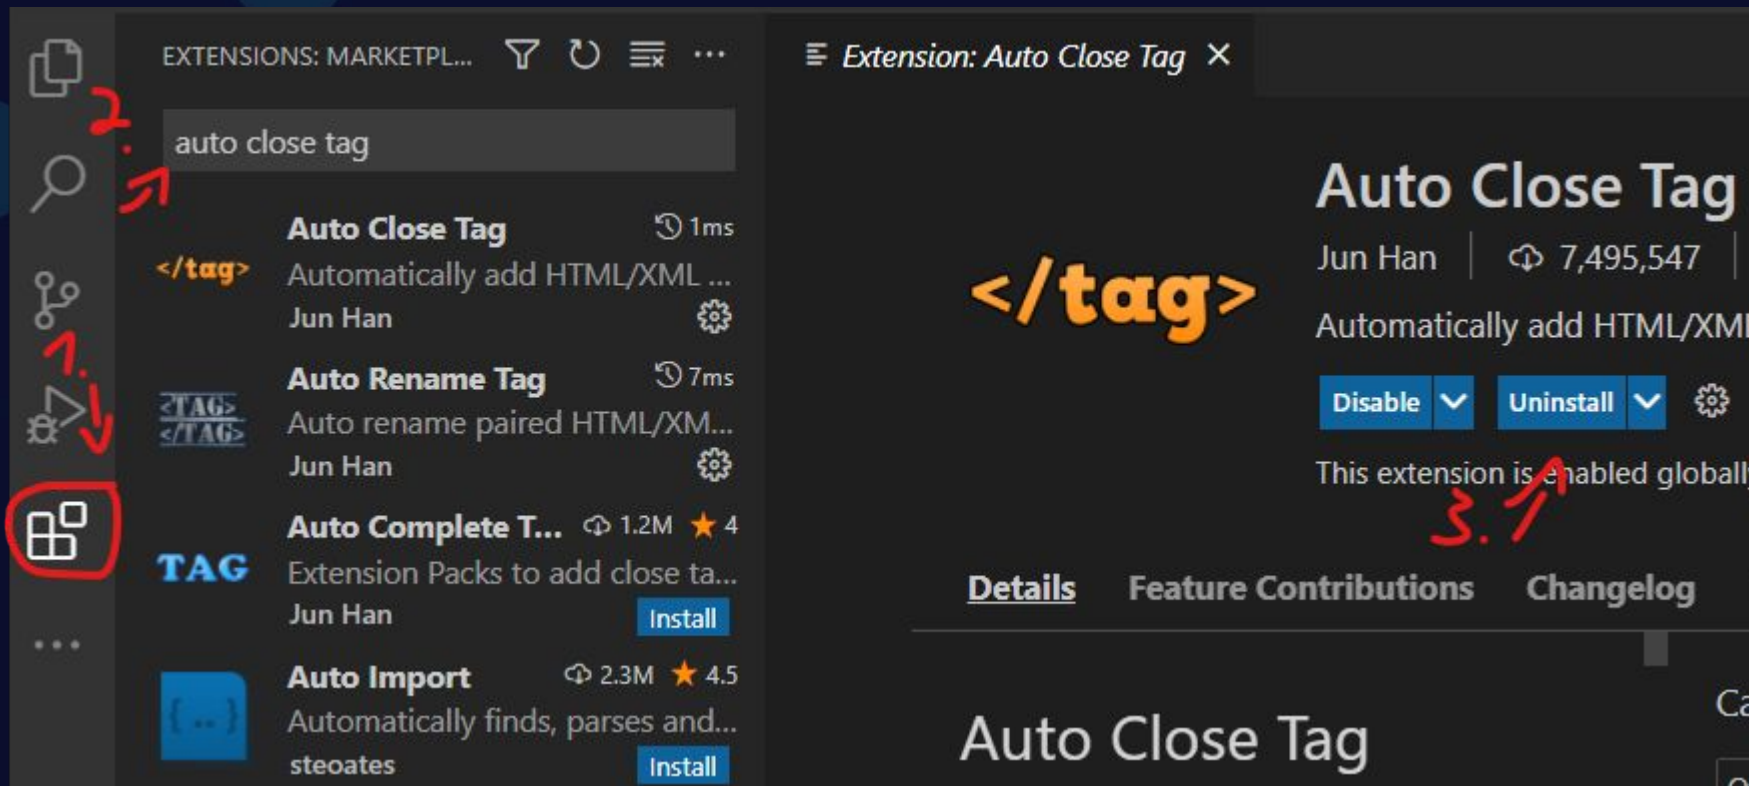 EXTENSIONS: MARKETPL...
Extension: Auto Close Tag
2.
auto close tag
Auto Close Tag 1ms
</tag>
Automatically add HTML/XML ...
Jun Han
1.
Auto Rename Tag 7ms
<TAG>
</TAG>
Auto rename paired HTML/XM...
Jun Han
Auto Complete T... 1.2M 4
TAG
Extension Packs to add close ta...
Jun Han
Install
Auto Import 2.3M 4.5
{..}
Automatically finds, parses and...
steoates
Install
</tag>
Auto Close Tag
Jun Han 7,495,547
Automatically add HTML/XML
Disable Uninstall
This extension is enabled globally
3.
Details Feature Contributions Changelog
Auto Close Tag
Ca